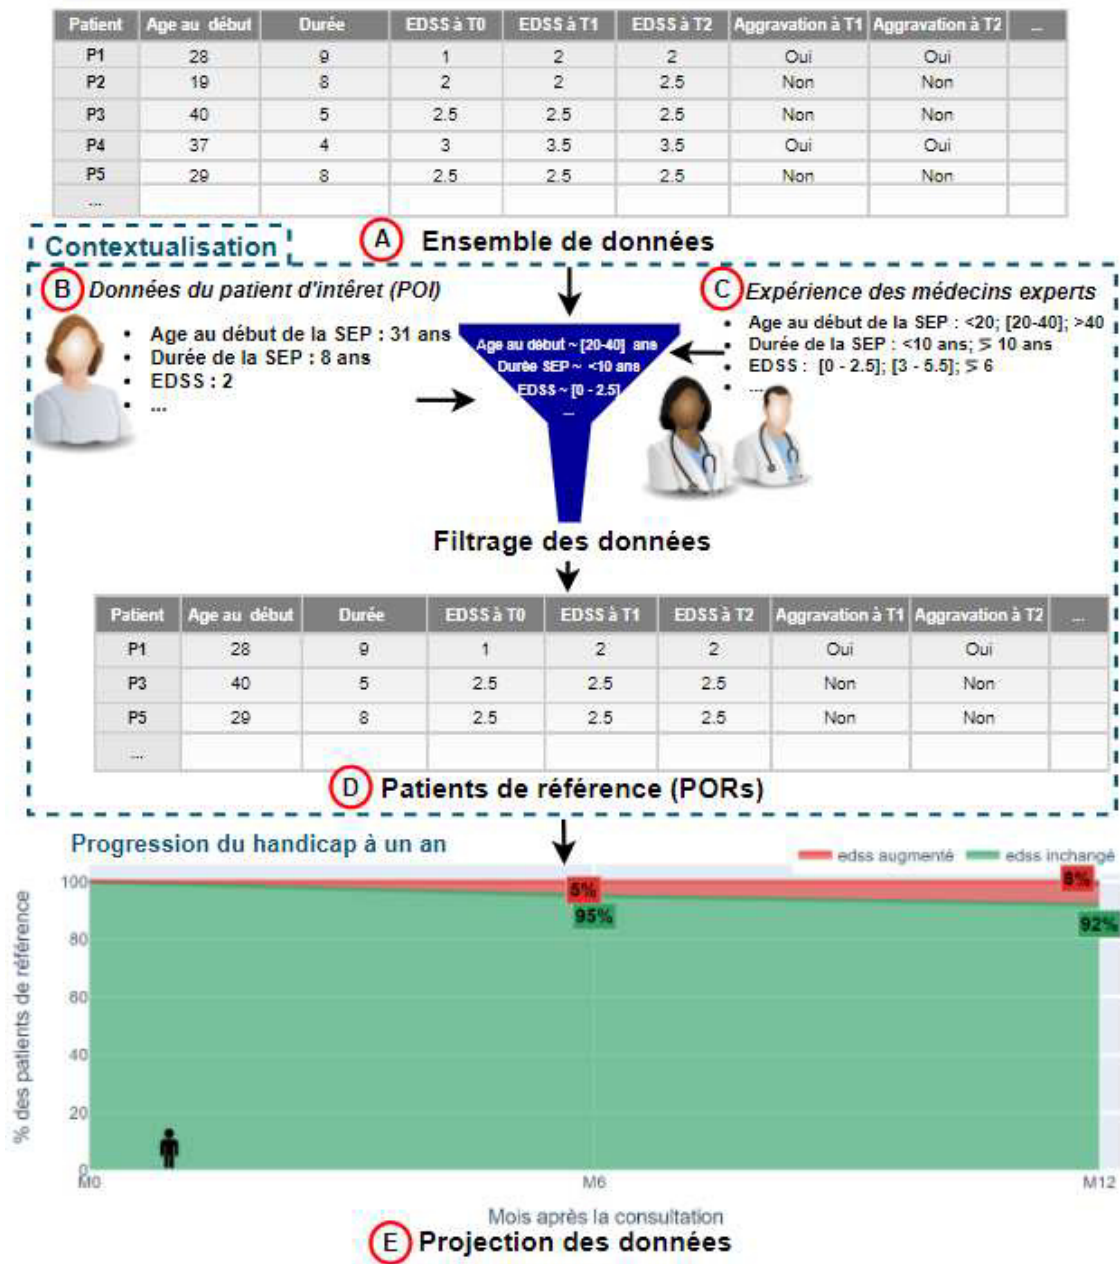 Patient Age au début Durée EDSS à T0 EDSS à T1 EDSS à T2 Aggravation à T1 Aggravation à T2 ...
P1 28 9 1 2 2 Oui Oui
P2 19 8 2 2 2.5 Non Non
P3 40 5 2.5 2.5 2.5 Non Non
P4 37 4 3 3.5 3.5 Oui Oui
P5 29 8 2.5 2.5 2.5 Non Non
...
A Ensemble de données
Contextualisation
B Données du patient d'intêret (POI)
• Age au début de la SEP : 31 ans
• Durée de la SEP : 8 ans
• EDSS : 2
• ...
Age au début ~ [20-40] ans
Durée SEP ~ <10 ans
EDSS ~ [0 - 2.5]
...
C Expérience des médecins experts
• Age au début de la SEP : <20; [20-40]; >40
• Durée de la SEP : <10 ans; ⋝ 10 ans
• EDSS : [0 - 2.5]; [3 - 5.5]; ⋝ 6
• ...
Filtrage des données
Patient Age au début Durée EDSS à T0 EDSS à T1 EDSS à T2 Aggravation à T1 Aggravation à T2 ...
P1 28 9 1 2 2 Oui Oui
P3 40 5 2.5 2.5 2.5 Non Non
P5 29 8 2.5 2.5 2.5 Non Non
...
D Patients de référence (PORs)
Progression du handicap à un an
edss augmenté edss inchangé
% des patients de référence
100
80
60
40
20
0
5%
95%
8%
92%
M0 M6 M12
Mois après la consultation
E Projection des données